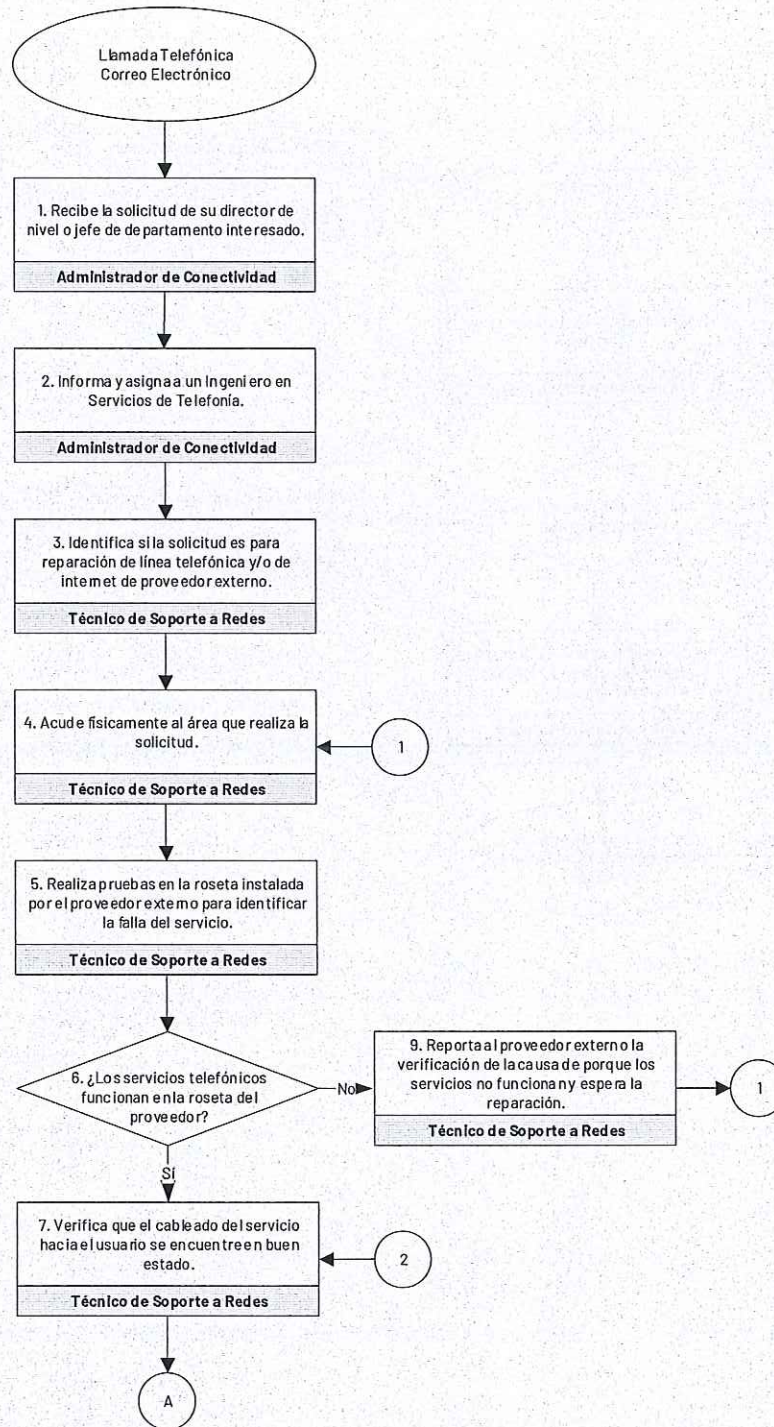 Llamada Telefónica
Correo Electrónico
1. Recibe la solicitud de su director de
nivel o jefe de departamento interesado.
Administrador de Conectividad
2. Informa y asigna a un Ingeniero en
Servicios de Telefonía.
Administrador de Conectividad
3. Identifica si la solicitud es para
reparación de línea telefónica y/o de
internet de proveedor externo.
Técnico de Soporte a Redes
4. Acude físicamente al área que realiza la
solicitud.
1
Técnico de Soporte a Redes
5. Realiza pruebas en la roseta instalada
por el proveedor externo para identificar
la falla del servicio.
Técnico de Soporte a Redes
6. ¿Los servicios telefónicos
funcionan en la roseta del
proveedor?
No
9. Reporta al proveedor externo la
verificación de la causa de porque los
servicios no funcionan y espera la
reparación.
Técnico de Soporte a Redes
1
Sí
7. Verifica que el cableado del servicio
hacia el usuario se encuentre en buen
estado.
2
Técnico de Soporte a Redes
A